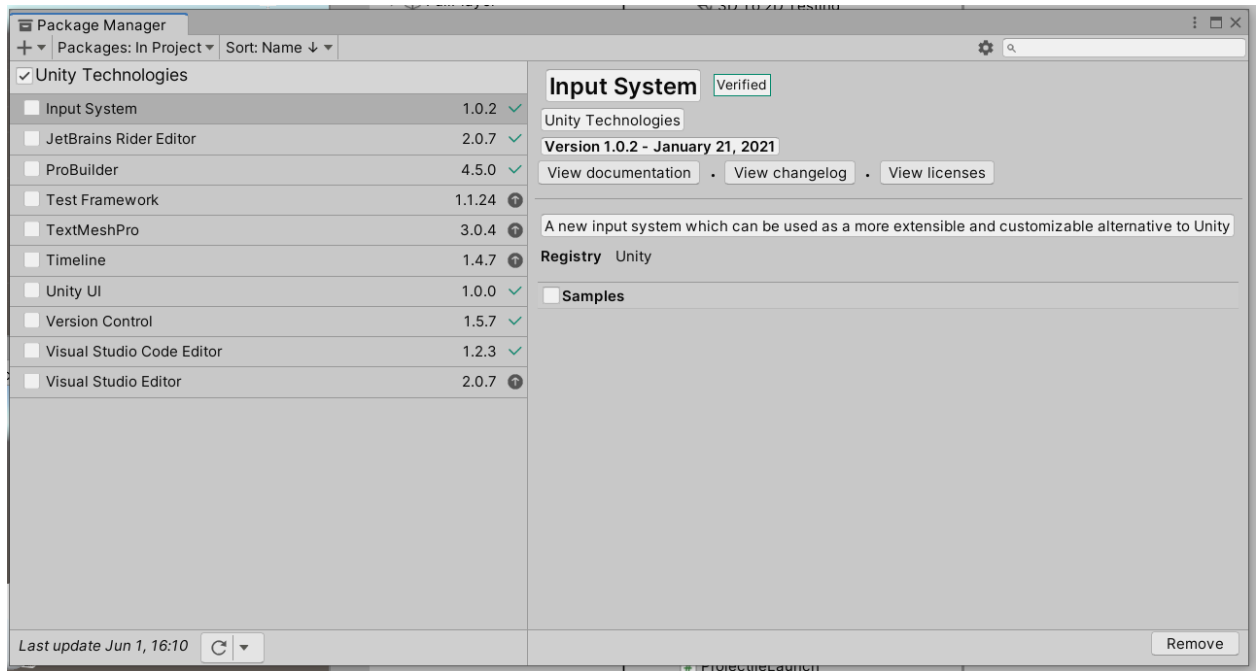 3D To 2D Testing
Package Manager
Packages: In Project Sort: Name ↓
Unity Technologies
Input System 1.0.2
JetBrains Rider Editor 2.0.7
ProBuilder 4.5.0
Test Framework 1.1.24
TextMeshPro 3.0.4
Timeline 1.4.7
Unity UI 1.0.0
Version Control 1.5.7
Visual Studio Code Editor 1.2.3
Visual Studio Editor 2.0.7
Last update Jun 1, 16:10
Input System Verified
Unity Technologies
Version 1.0.2 - January 21, 2021
View documentation · View changelog · View licenses
A new input system which can be used as a more extensible and customizable alternative to Unity
Registry Unity
Samples
Remove
ProjectileLaunch